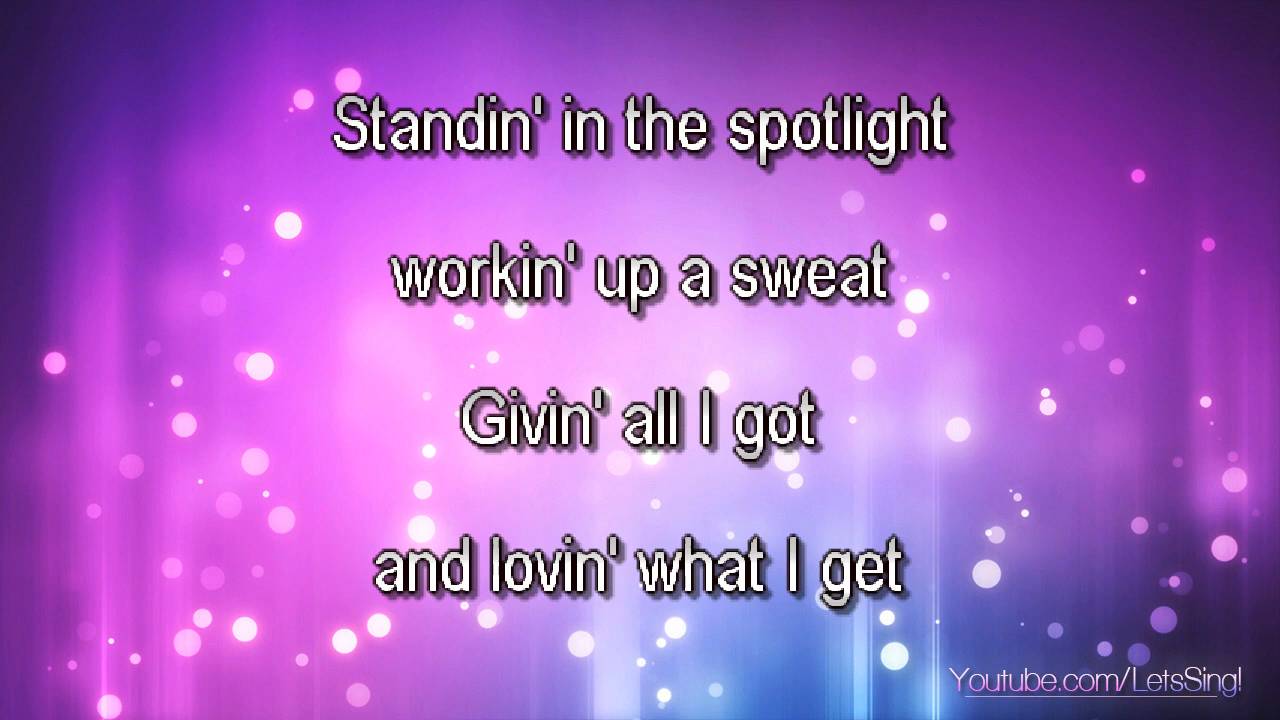 Standin' in the spotlight
workin' up a sweat
Givin' all I got
and lovin' what I get
Youtube.com/LetsSing!